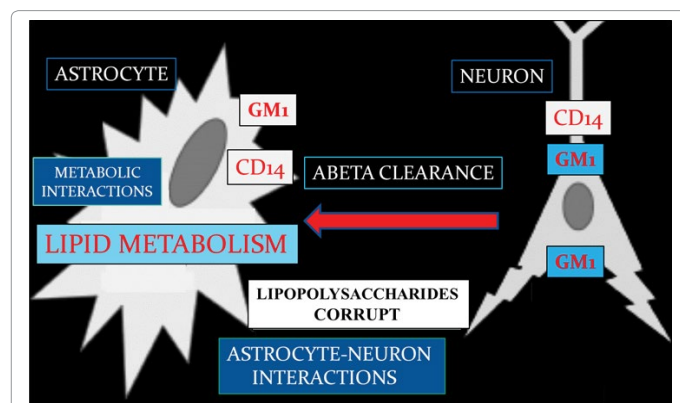 ASTROCYTE
NEURON
GM1
CD14
CD14
GM1
METABOLIC
INTERACTIONS
ABETA CLEARANCE
LIPID METABOLISM
GM1
LIPOPOLYSACCHARIDES
CORRUPT
ASTROCYTE-NEURON
INTERACTIONS